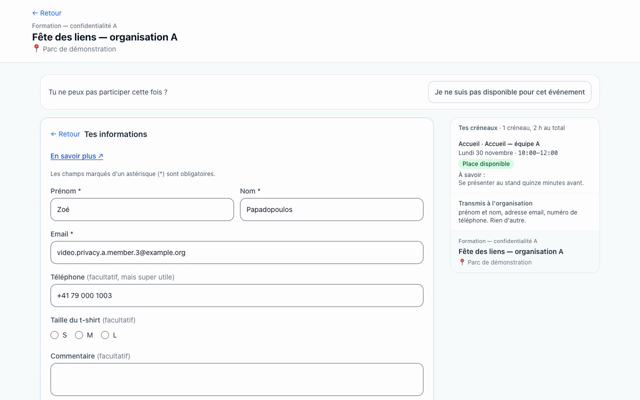 ← Retour
Formation — confidentialité A
Fête des liens — organisation A
📍 Parc de démonstration
Tu ne peux pas participer cette fois ?
Je ne suis pas disponible pour cet événement
← Retour Tes informations
En savoir plus ↗
Les champs marqués d'un astérisque (*) sont obligatoires.
Prénom * Nom *
Zoé Papadopoulos
Email *
video.privacy.a.member.3@example.org
Téléphone (facultatif, mais super utile)
+41 79 000 1003
Taille du t-shirt (facultatif)
S M L
Commentaire (facultatif)
Tes créneaux · 1 créneau, 2 h au total
Accueil · Accueil — équipe A
Lundi 30 novembre · 10:00–12:00
Place disponible
À savoir :
Se présenter au stand quinze minutes avant.
Transmis à l'organisation
prénom et nom, adresse email, numéro de
téléphone. Rien d'autre.
Formation — confidentialité A
Fête des liens — organisation A
📍 Parc de démonstration